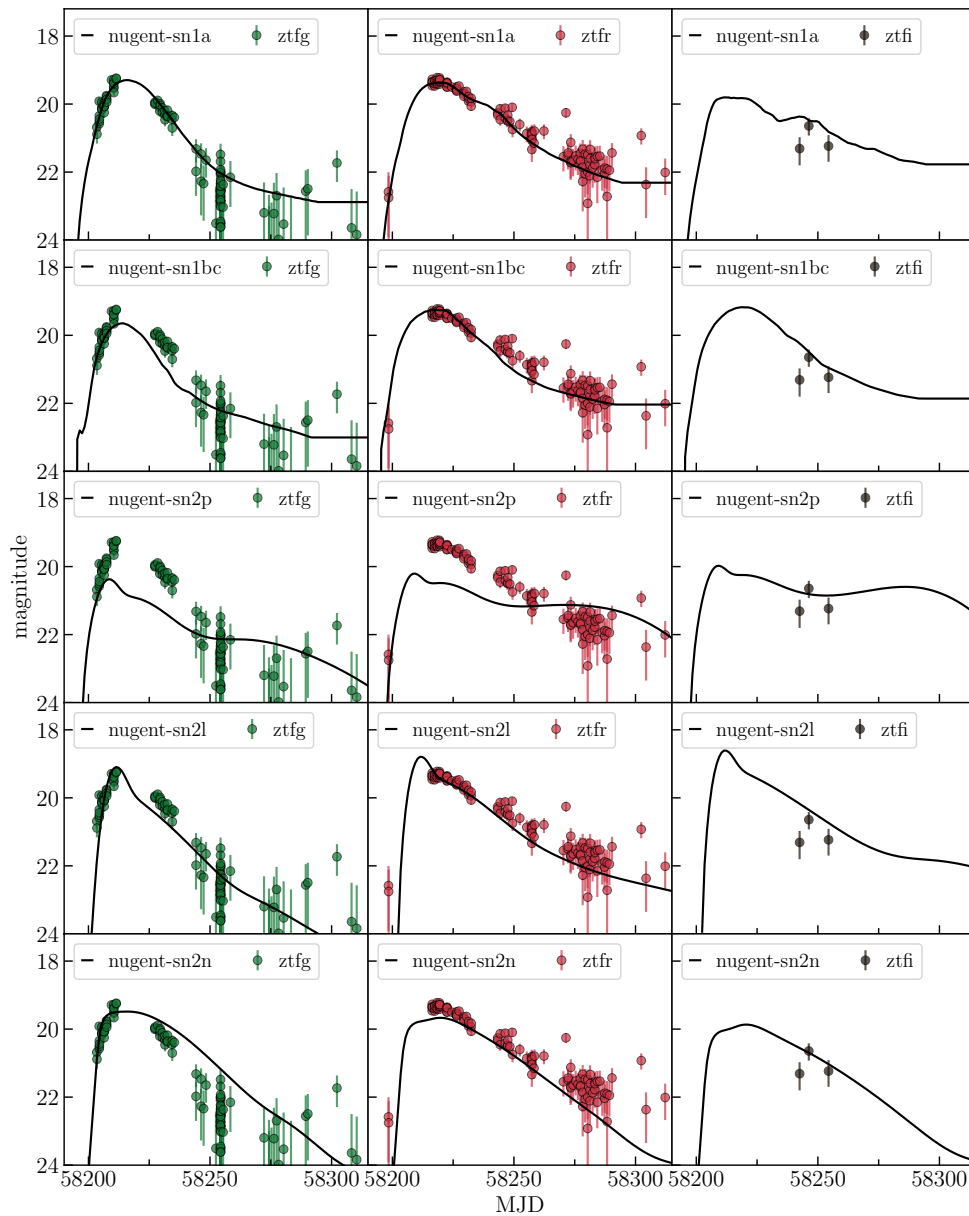 nugent-sn1a ztfg nugent-sn1a ztfr nugent-sn1a ztfi
18
20
22
24
nugent-sn1bc ztfg nugent-sn1bc ztfr nugent-sn1bc ztfi
18
20
22
24
nugent-sn2p ztfg nugent-sn2p ztfr nugent-sn2p ztfi
18
20
22
24
magnitude
nugent-sn2l ztfg nugent-sn2l ztfr nugent-sn2l ztfi
18
20
22
24
nugent-sn2n ztfg nugent-sn2n ztfr nugent-sn2n ztfi
18
20
22
24
58200 58250 58300 58200 58250 58300 58200 58250 58300
MJD